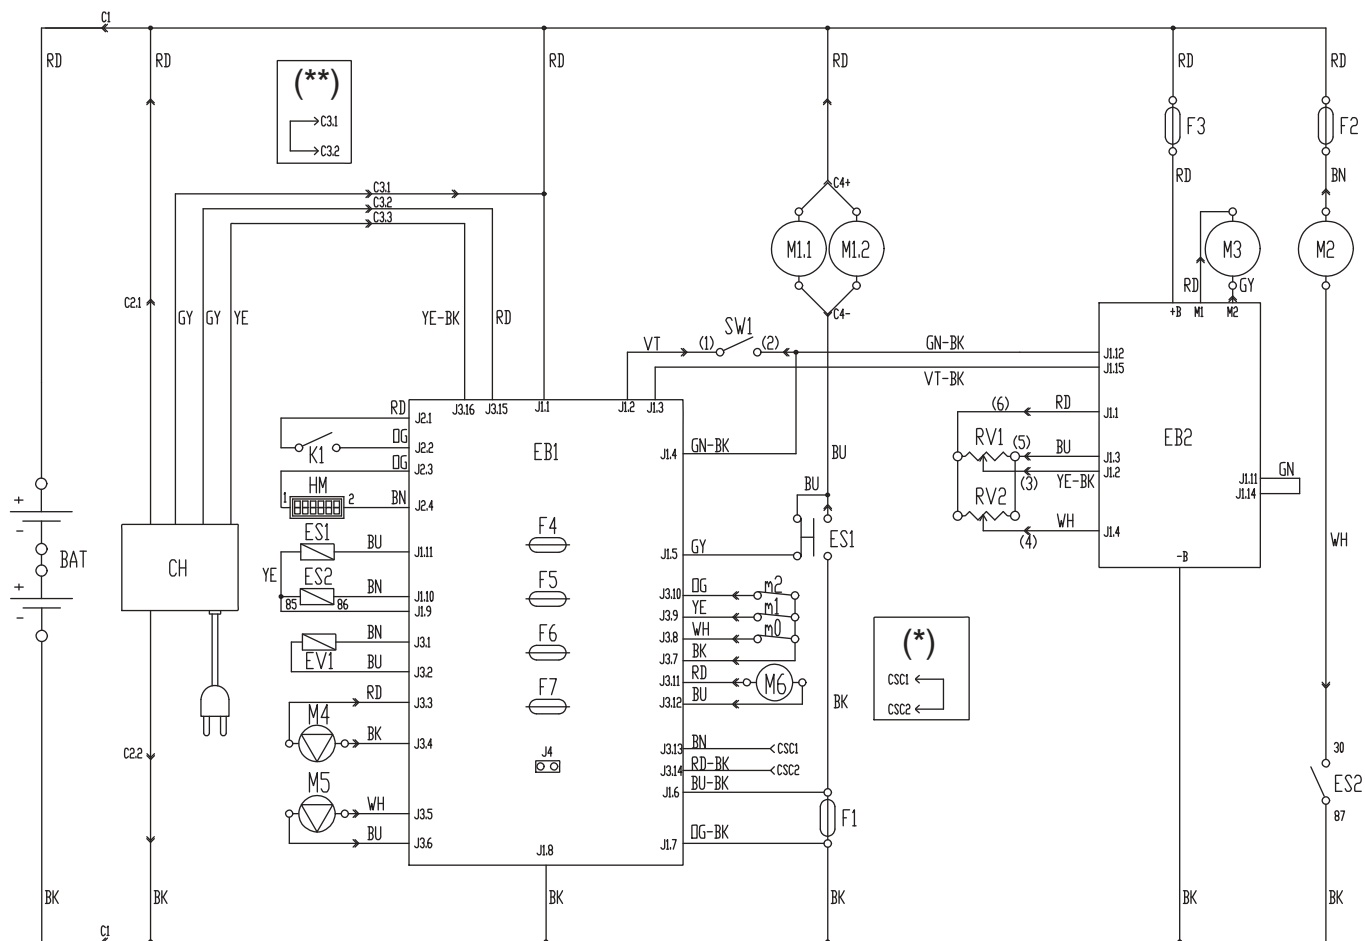 C1
RD RD RD RD RD RD
(**)
C3.1
C3.2
F3 F2
RD BN
C3.1
C3.2
C3.3
C4+
M1.1 M1.2 M3 M2
RD GY
C2.1
GY GY YE YE-BK RD
C4-
+B M1 M2
SW1
VT (1) (2) GN-BK J1.12
VT-BK J1.15
J3.16 J3.15 J1.1 J1.2 J1.3
RD J2.1
(6) RD J1.1
OG J2.2
K1
EB1
GN-BK J1.4
BU
RV1 (5) BU J1.3
EB2
OG J2.3
(3) YE-BK J1.2
J1.11 GN
J1.14
HM
1 2 BN J2.4
BU
RV2
WH J1.4
(4)
ES1
BU J1.11
F4
GY J1.5
ES1
-B
WH
BAT
CH
YE
ES2
BN J1.10
85 86 J1.9
F5
OG J3.10 m2
YE J3.9 m1
EV1
BN J3.1
BU J3.2
F6
WH J3.8 m0
BK J3.7
(*)
CSC1
CSC2
RD J3.3
M4
BK J3.4
F7
RD J3.11
M6
BU J3.12
BK
C2.2
J4
BN J3.13 CSC1
RD-BK J3.14 CSC2
30
ES2
87
M5
WH J3.5
BU J3.6
BU-BK J1.6
F1
OG-BK J1.7
J1.8
BK BK BK BK BK BK
C1
+
-
+
-